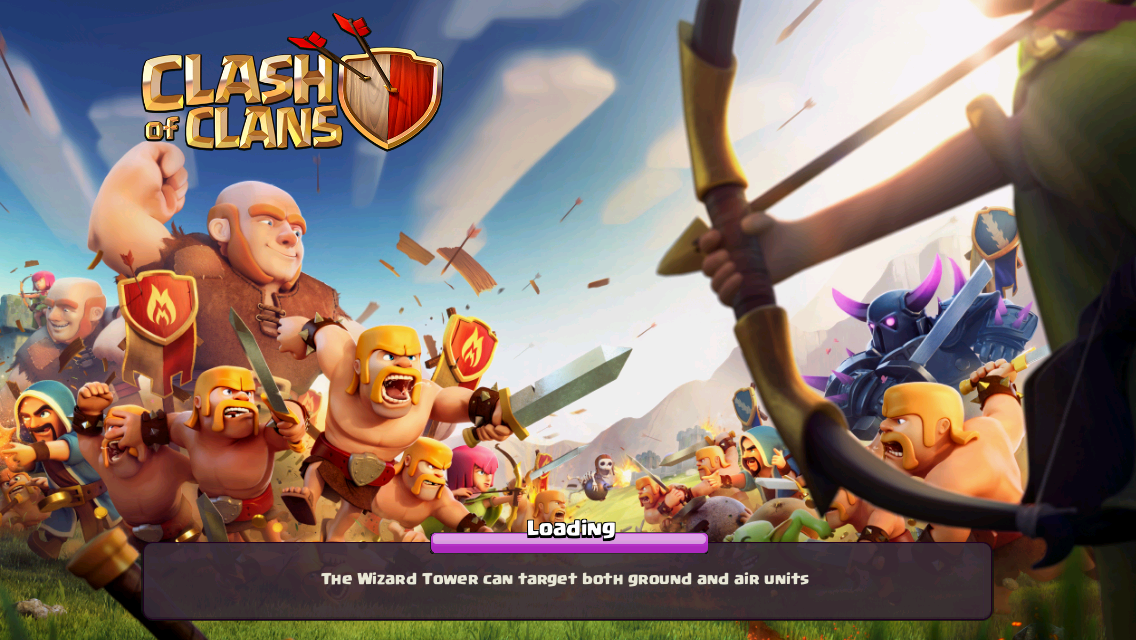 CLASH
OF CLANS
Loading
The Wizard Tower can target both ground and air units